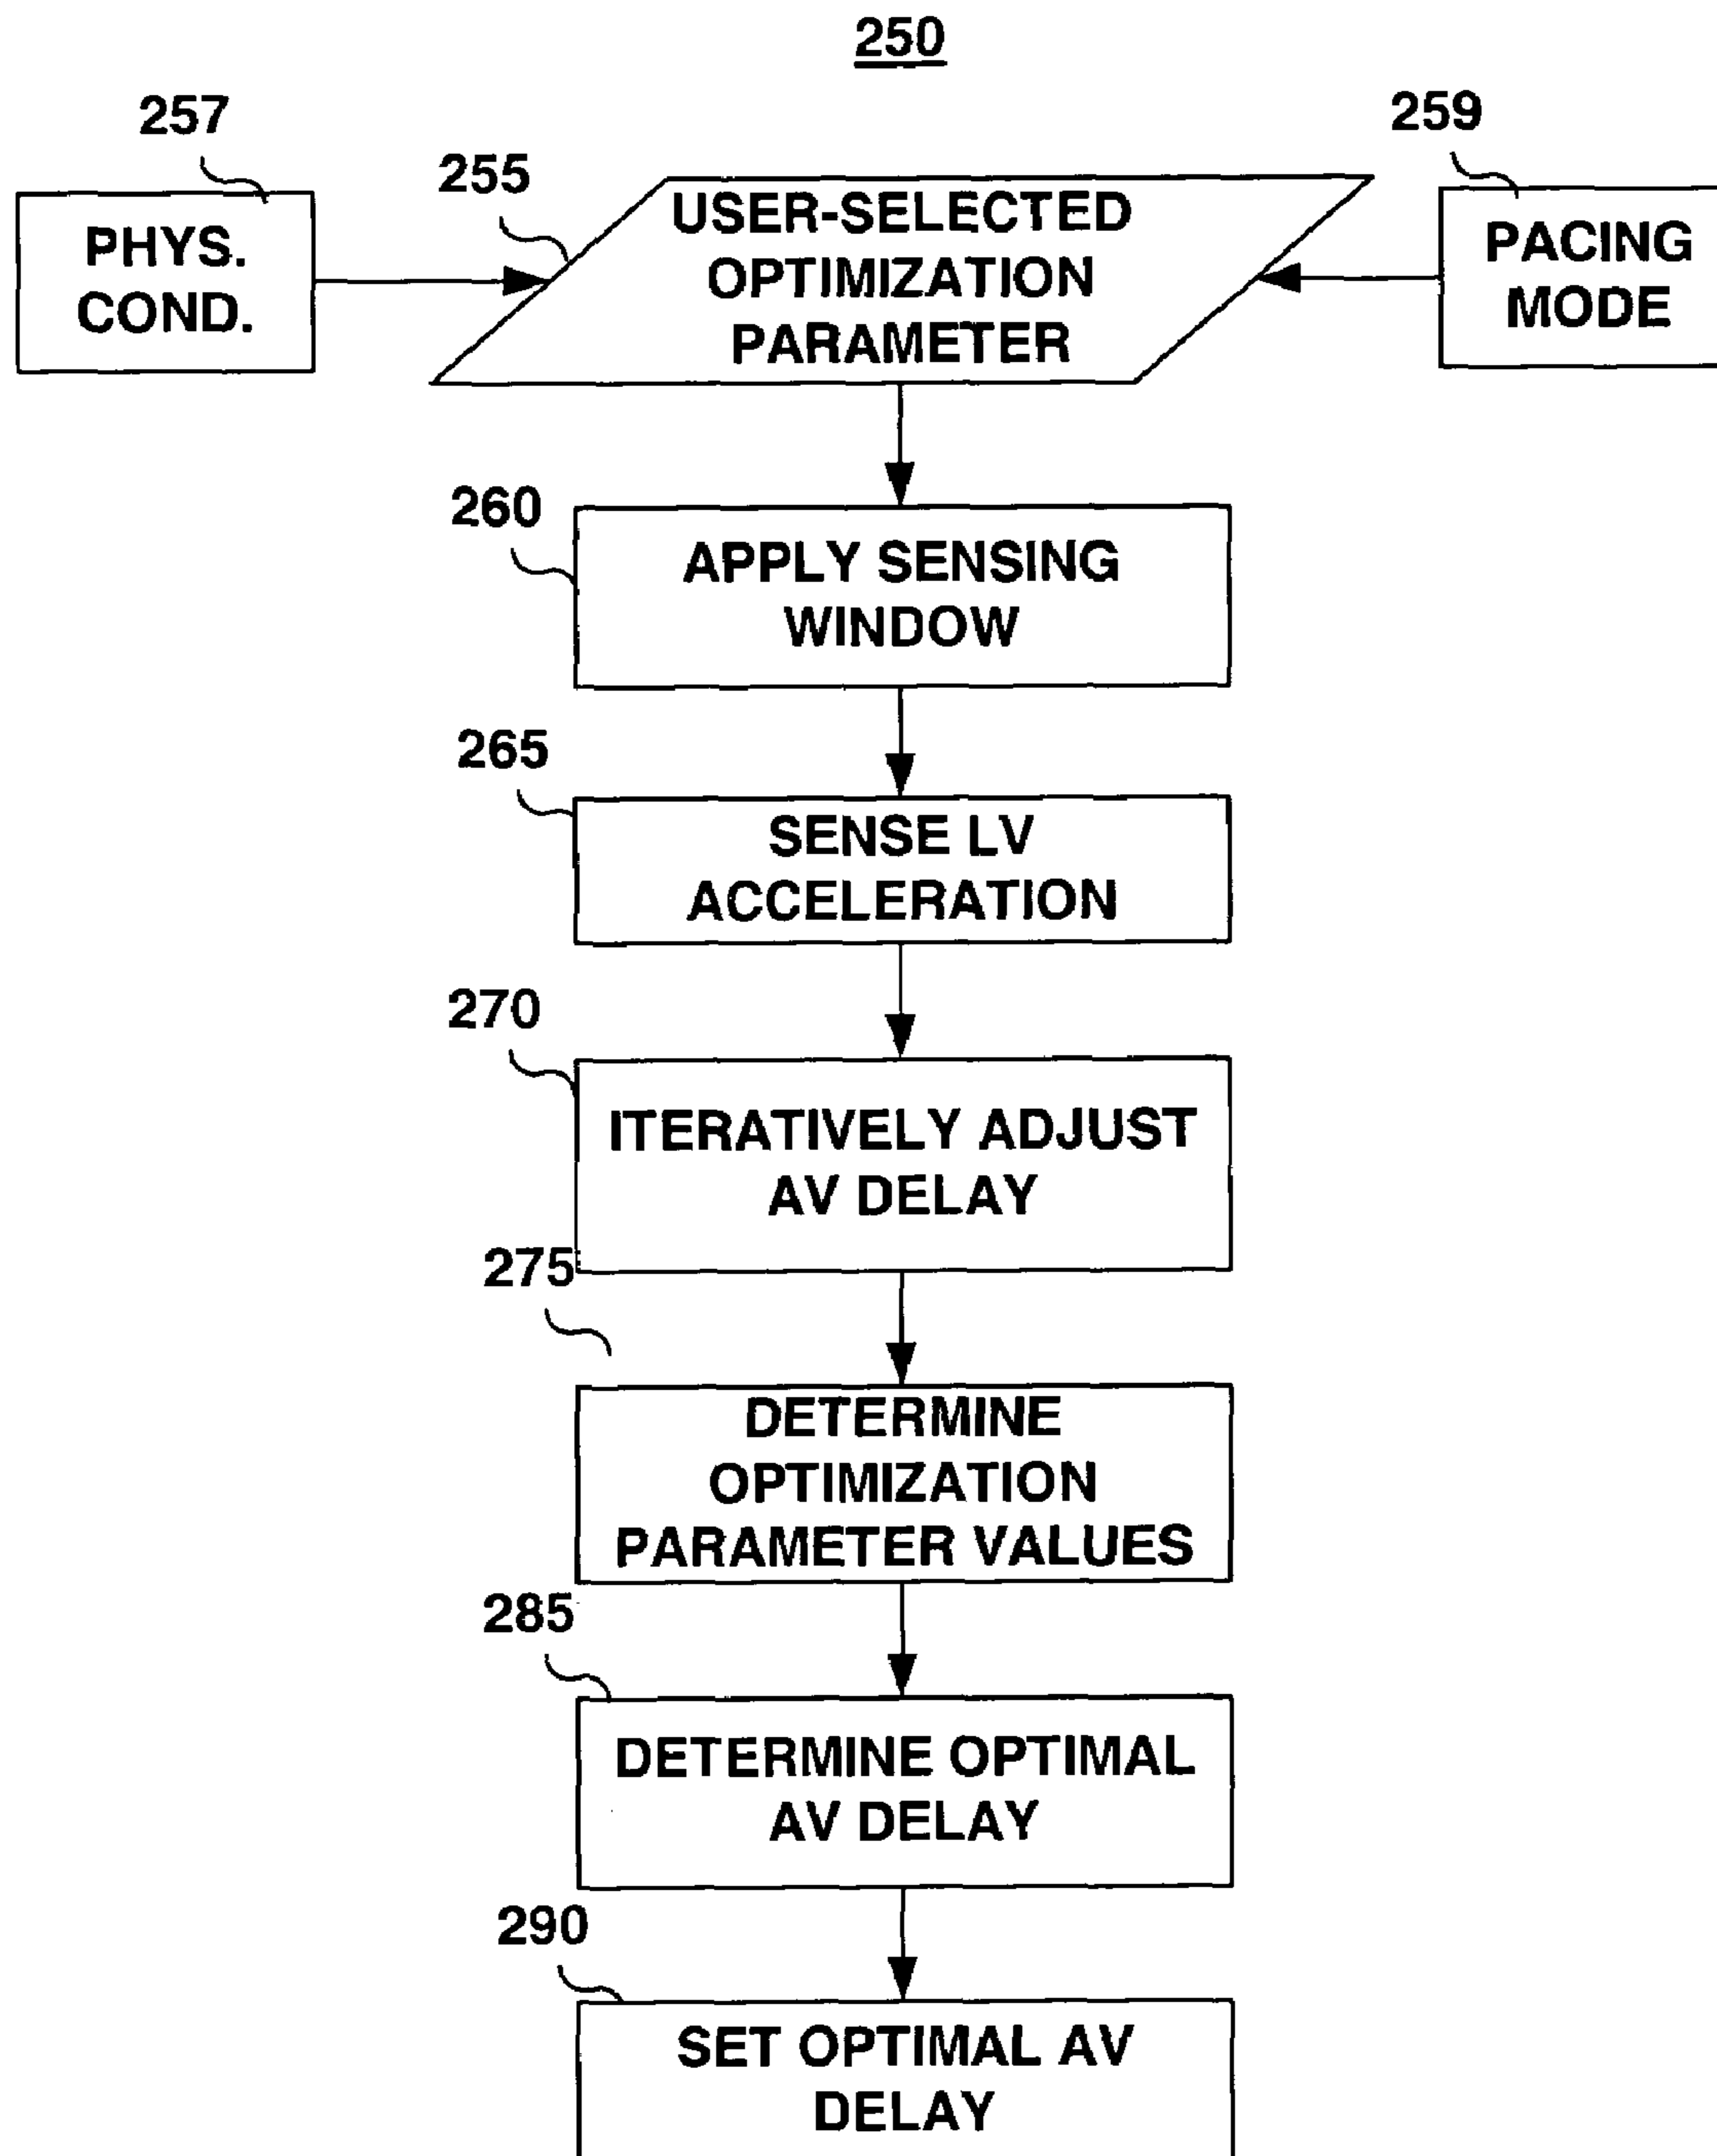 250
257
PHYS.
COND.
255
USER-SELECTED
OPTIMIZATION
PARAMETER
259
PACING
MODE
260
APPLY SENSING
WINDOW
265
SENSE LV
ACCELERATION
270
ITERATIVELY ADJUST
AV DELAY
275
DETERMINE
OPTIMIZATION
PARAMETER VALUES
285
DETERMINE OPTIMAL
AV DELAY
290
SET OPTIMAL AV
DELAY